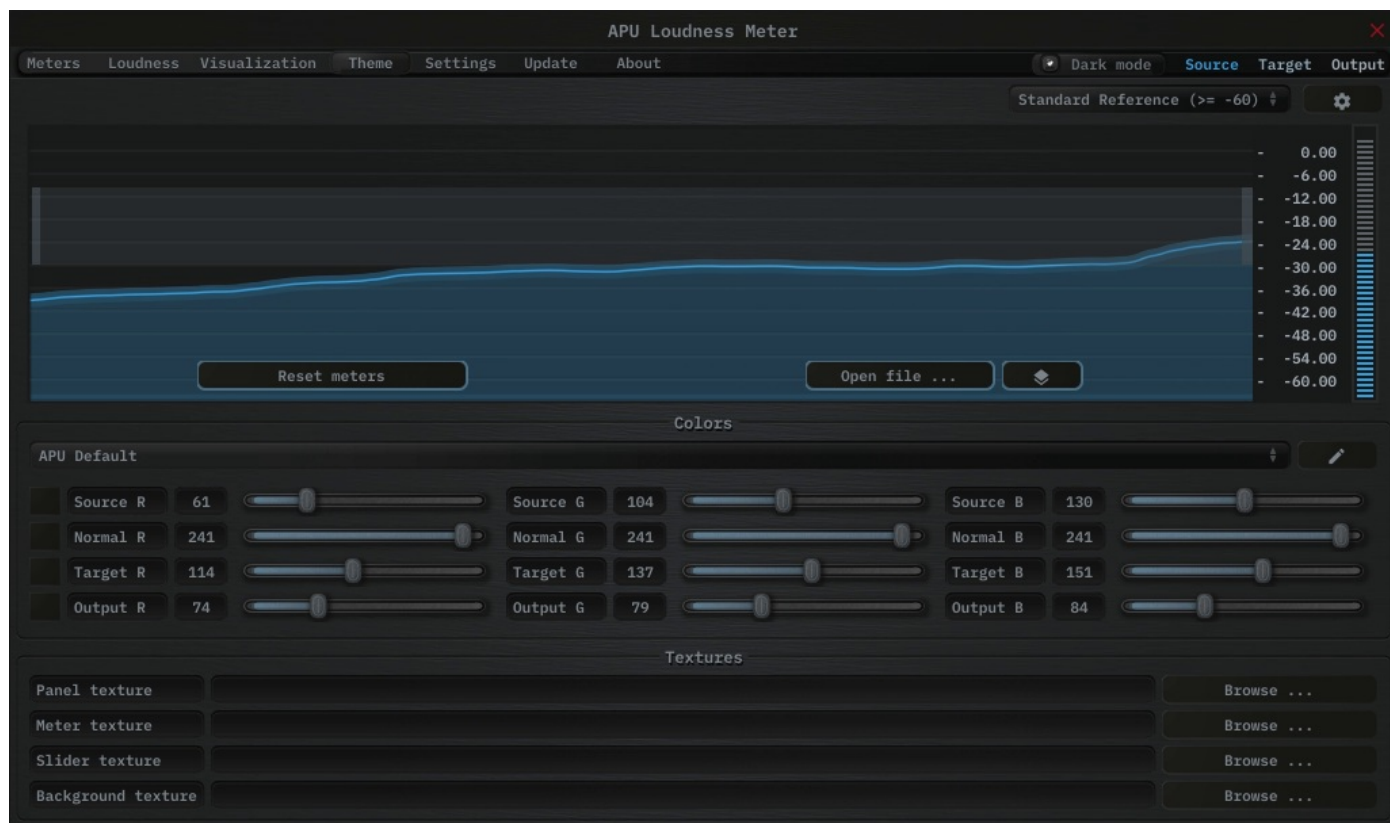 APU Loudness Meter
Meters Loudness Visualization Theme Settings Update About Dark mode Source Target Output
Standard Reference (>= -60)
- 0.00
- -6.00
- -12.00
- -18.00
- -24.00
- -30.00
- -36.00
- -42.00
- -48.00
- -54.00
- -60.00
Reset meters Open file ...
Colors
APU Default
Source R 61 Source G 104 Source B 130
Normal R 241 Normal G 241 Normal B 241
Target R 114 Target G 137 Target B 151
Output R 74 Output G 79 Output B 84
Textures
Panel texture Browse ...
Meter texture Browse ...
Slider texture Browse ...
Background texture Browse ...